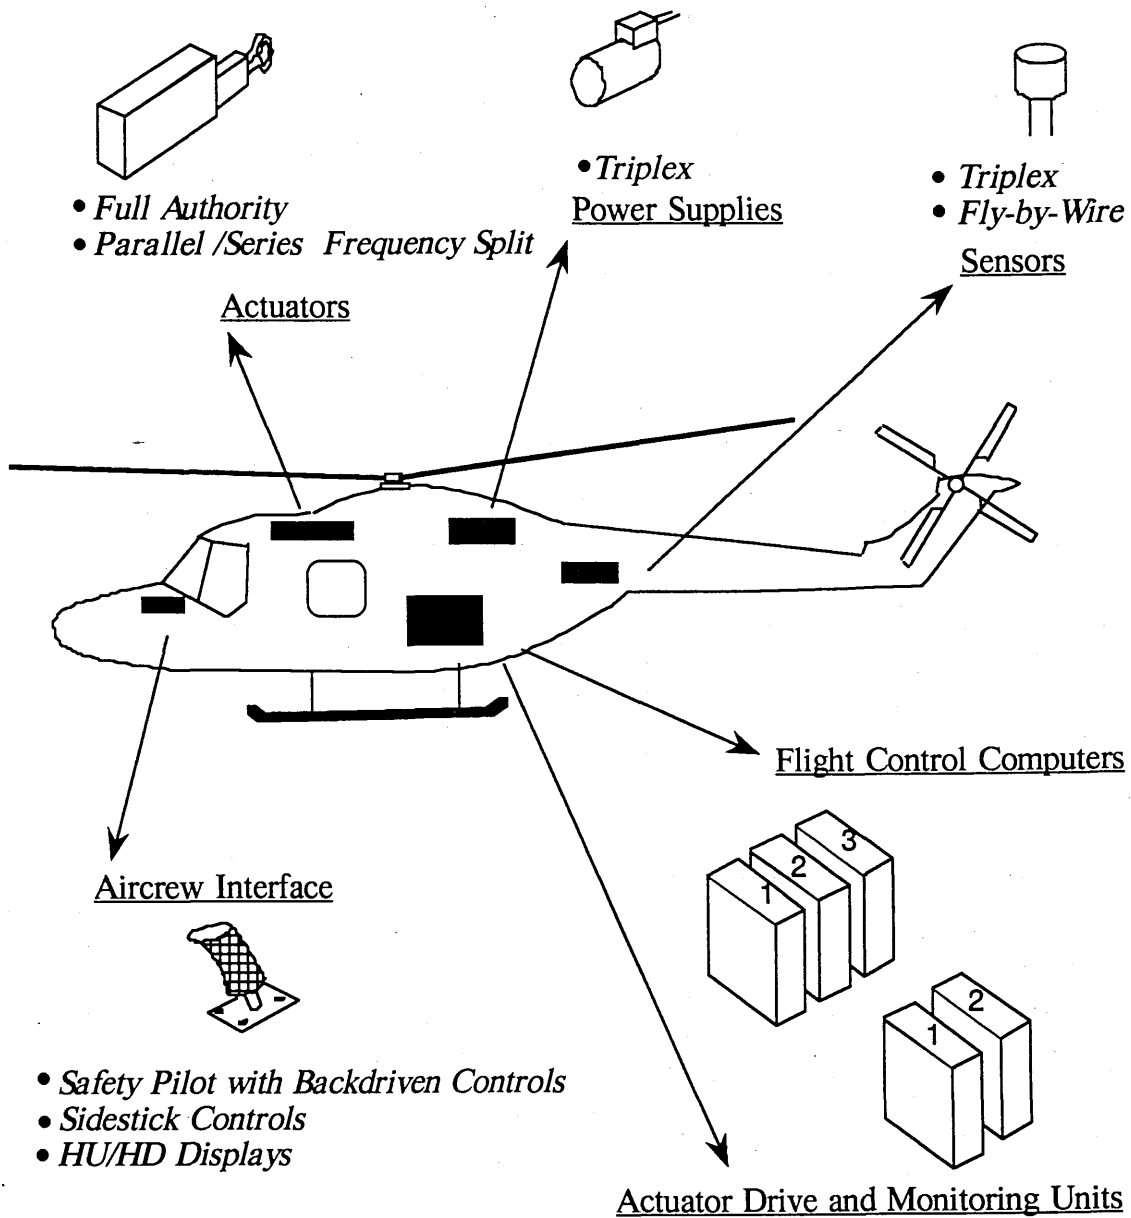 • Full Authority
• Parallel /Series Frequency Split
Actuators
• Triplex
Power Supplies
• Triplex
• Fly-by-Wire
Sensors
Flight Control Computers
1
2
3
Aircrew Interface
• Safety Pilot with Backdriven Controls
• Sidestick Controls
• HU/HD Displays
1
2
Actuator Drive and Monitoring Units